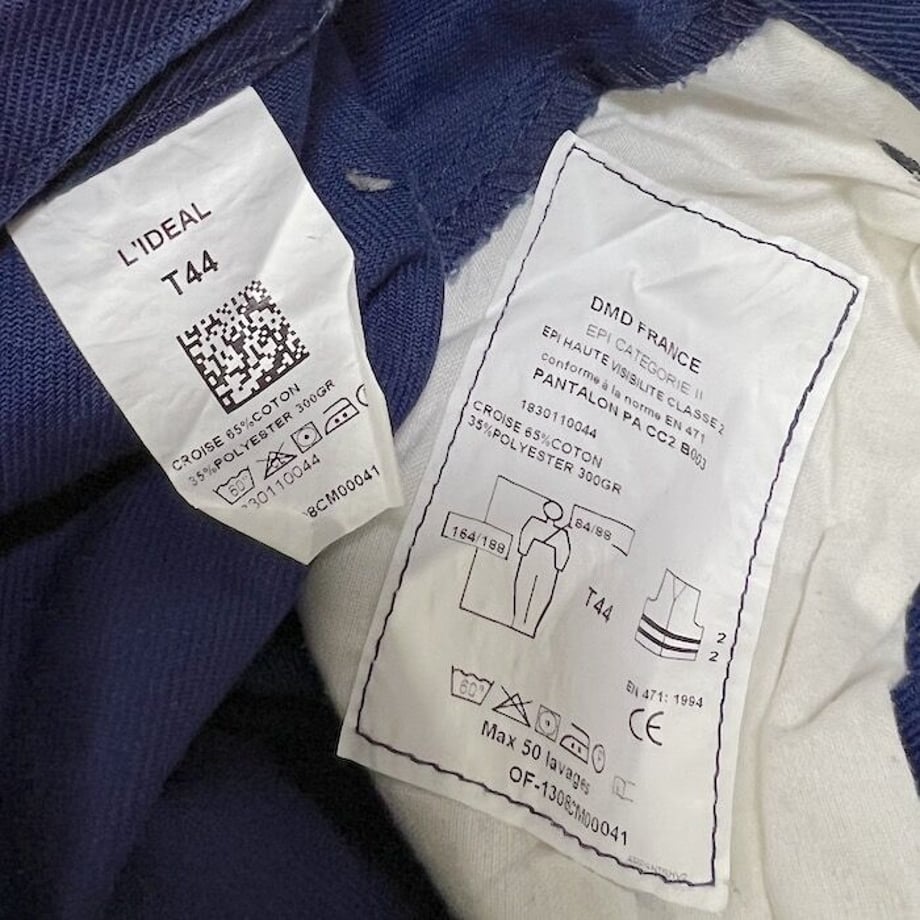 L'IDEAL
T44
CROISE 65%COTON
35%POLYESTER 300GR
60°
330110044
8CM00041
DMD FRANCE
EPI CATEGORIE II
EPI HAUTE VISIBILITE CLASSE 2
conforme à la norme EN 471
PANTALON PA CC2 B003
1830110044
CROISE 65%COTON
35%POLYESTER 300GR
84/88
164/188
T44
2
2
EN 471: 1994
CE
60°
Max 50 lavages
OF-1308CM00041